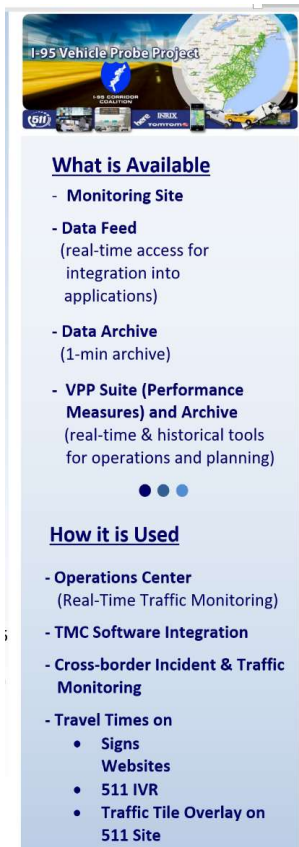 I-95 Vehicle Probe Project
I-95 CORRIDOR
COALITION
511
here
INRIX
TOMTOM
What is Available
- Monitoring Site
- Data Feed
(real-time access for
integration into
applications)
- Data Archive
(1-min archive)
- VPP Suite (Performance
Measures) and Archive
(real-time & historical tools
for operations and planning)
How it is Used
- Operations Center
(Real-Time Traffic Monitoring)
- TMC Software Integration
- Cross-border Incident & Traffic
Monitoring
- Travel Times on
• Signs
Websites
• 511 IVR
• Traffic Tile Overlay on
511 Site